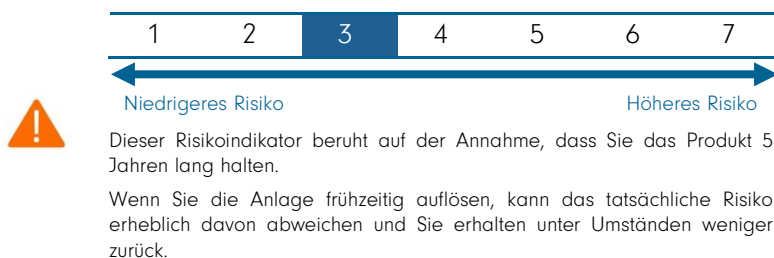 1 2 3 4 5 6 7
Niedrigeres Risiko Höheres Risiko
Dieser Risikoindikator beruht auf der Annahme, dass Sie das Produkt 5
Jahren lang halten.
Wenn Sie die Anlage frühzeitig auflösen, kann das tatsächliche Risiko
erheblich davon abweichen und Sie erhalten unter Umständen weniger
zurück.